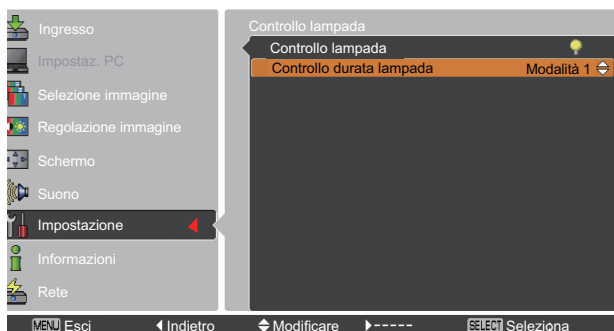 Ingresso
Impostaz. PC
Selezione immagine
Regolazione immagine
Schermo
Suono
Impostazione
Informazioni
Rete
Controllo lampada
Controllo lampada
Controllo durata lampada Modalità 1
MENU Esci Indietro Modificare ----- SELECT Seleziona